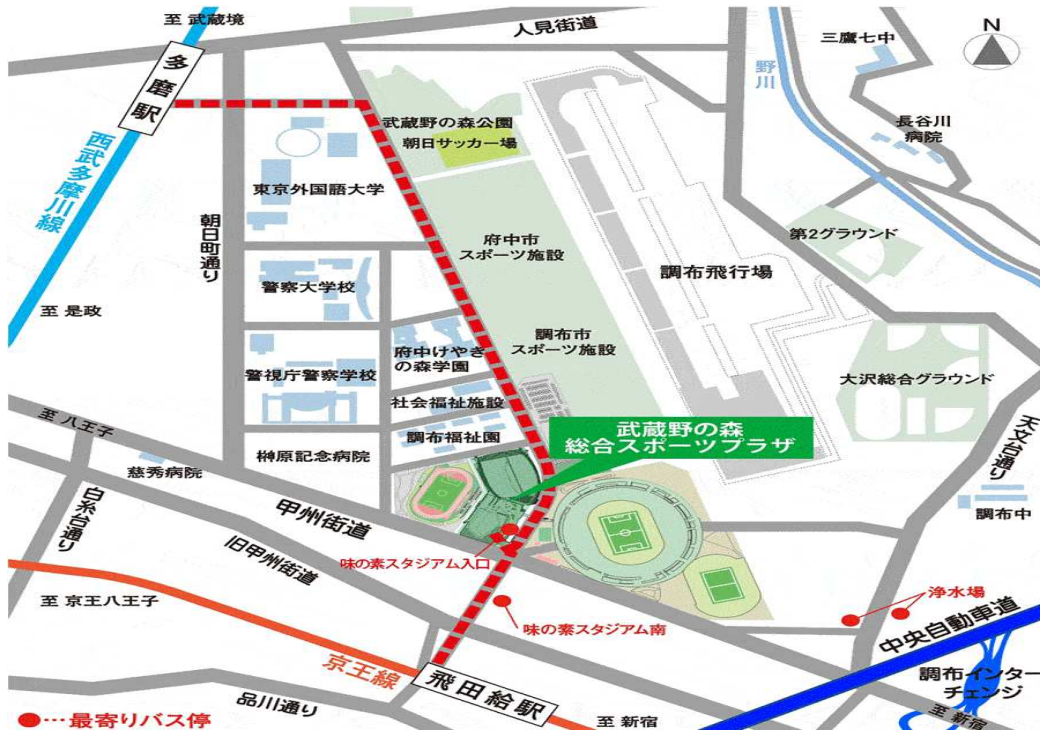 至 武蔵境
人見街道
N
三鷹七中
多磨駅
野川
武蔵野の森公園
朝日サッカー場
長谷川
病院
西武多摩川線
東京外国語大学
朝日町通り
第2グラウンド
府中市
スポーツ施設
調布飛行場
警察大学校
至 是政
調布市
スポーツ施設
府中けやき
の森学園
警視庁警察学校
大沢総合グラウンド
社会福祉施設
至 八王子
武蔵野の森
総合スポーツプラザ
調布福祉園
天文台通り
榊原記念病院
慈秀病院
白糸台通り
甲州街道
調布中
旧甲州街道
味の素スタジアム入口
至 京王八王子
浄水場
味の素スタジアム南
中央自動車道
京王線
飛田給駅
調布インター
チェンジ
品川通り
至 新宿
至 新宿
●…最寄りバス停